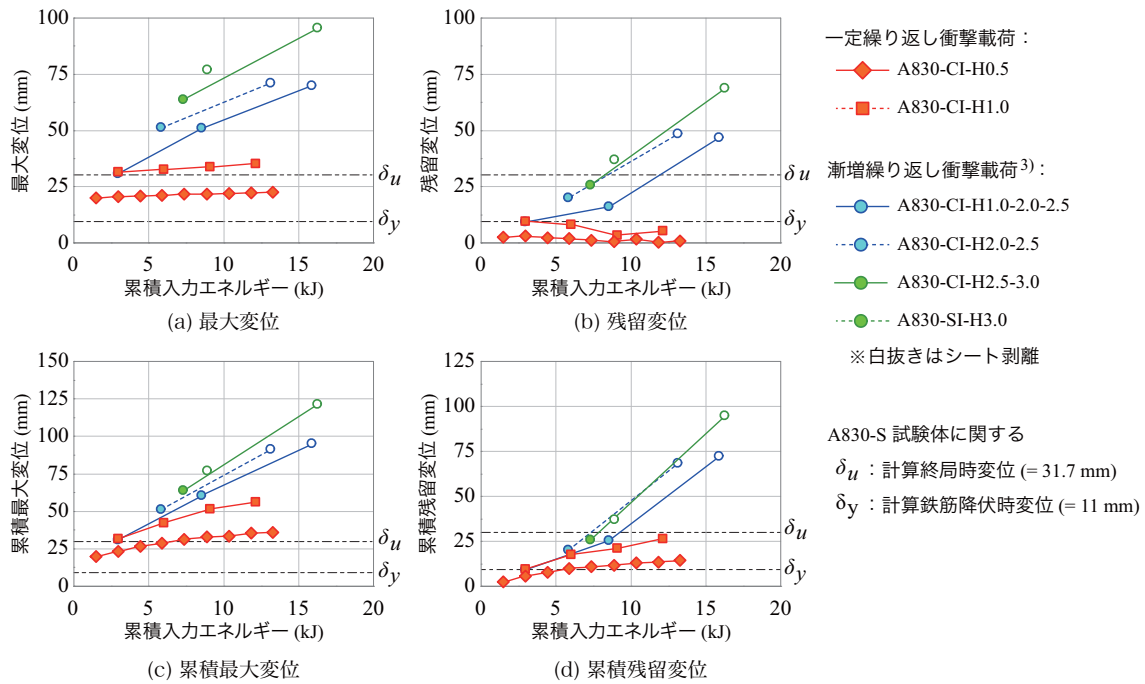 100
75
50
25
0
最大変位 (mm)
δu
δy
0 5 10 15 20
累積入力エネルギー (kJ)
(a) 最大変位
100
75
50
25
0
残留変位 (mm)
δu
δy
0 5 10 15 20
累積入力エネルギー (kJ)
(b) 残留変位
150
125
100
75
50
30
0
累積最大変位 (mm)
δu
δy
0 5 10 15 20
累積入力エネルギー (kJ)
(c) 累積最大変位
125
100
75
50
25
0
累積残留変位 (mm)
δu
δy
0 5 10 15 20
累積入力エネルギー (kJ)
(d) 累積残留変位
一定繰り返し衝撃載荷：
A830-CI-H0.5
A830-CI-H1.0
漸増繰り返し衝撃載荷3)：
A830-CI-H1.0-2.0-2.5
A830-CI-H2.0-2.5
A830-CI-H2.5-3.0
A830-SI-H3.0
※白抜きはシート剥離
A830-S 試験体に関する
δu：計算終局時変位 (= 31.7 mm)
δy：計算鉄筋降伏時変位 (= 11 mm)